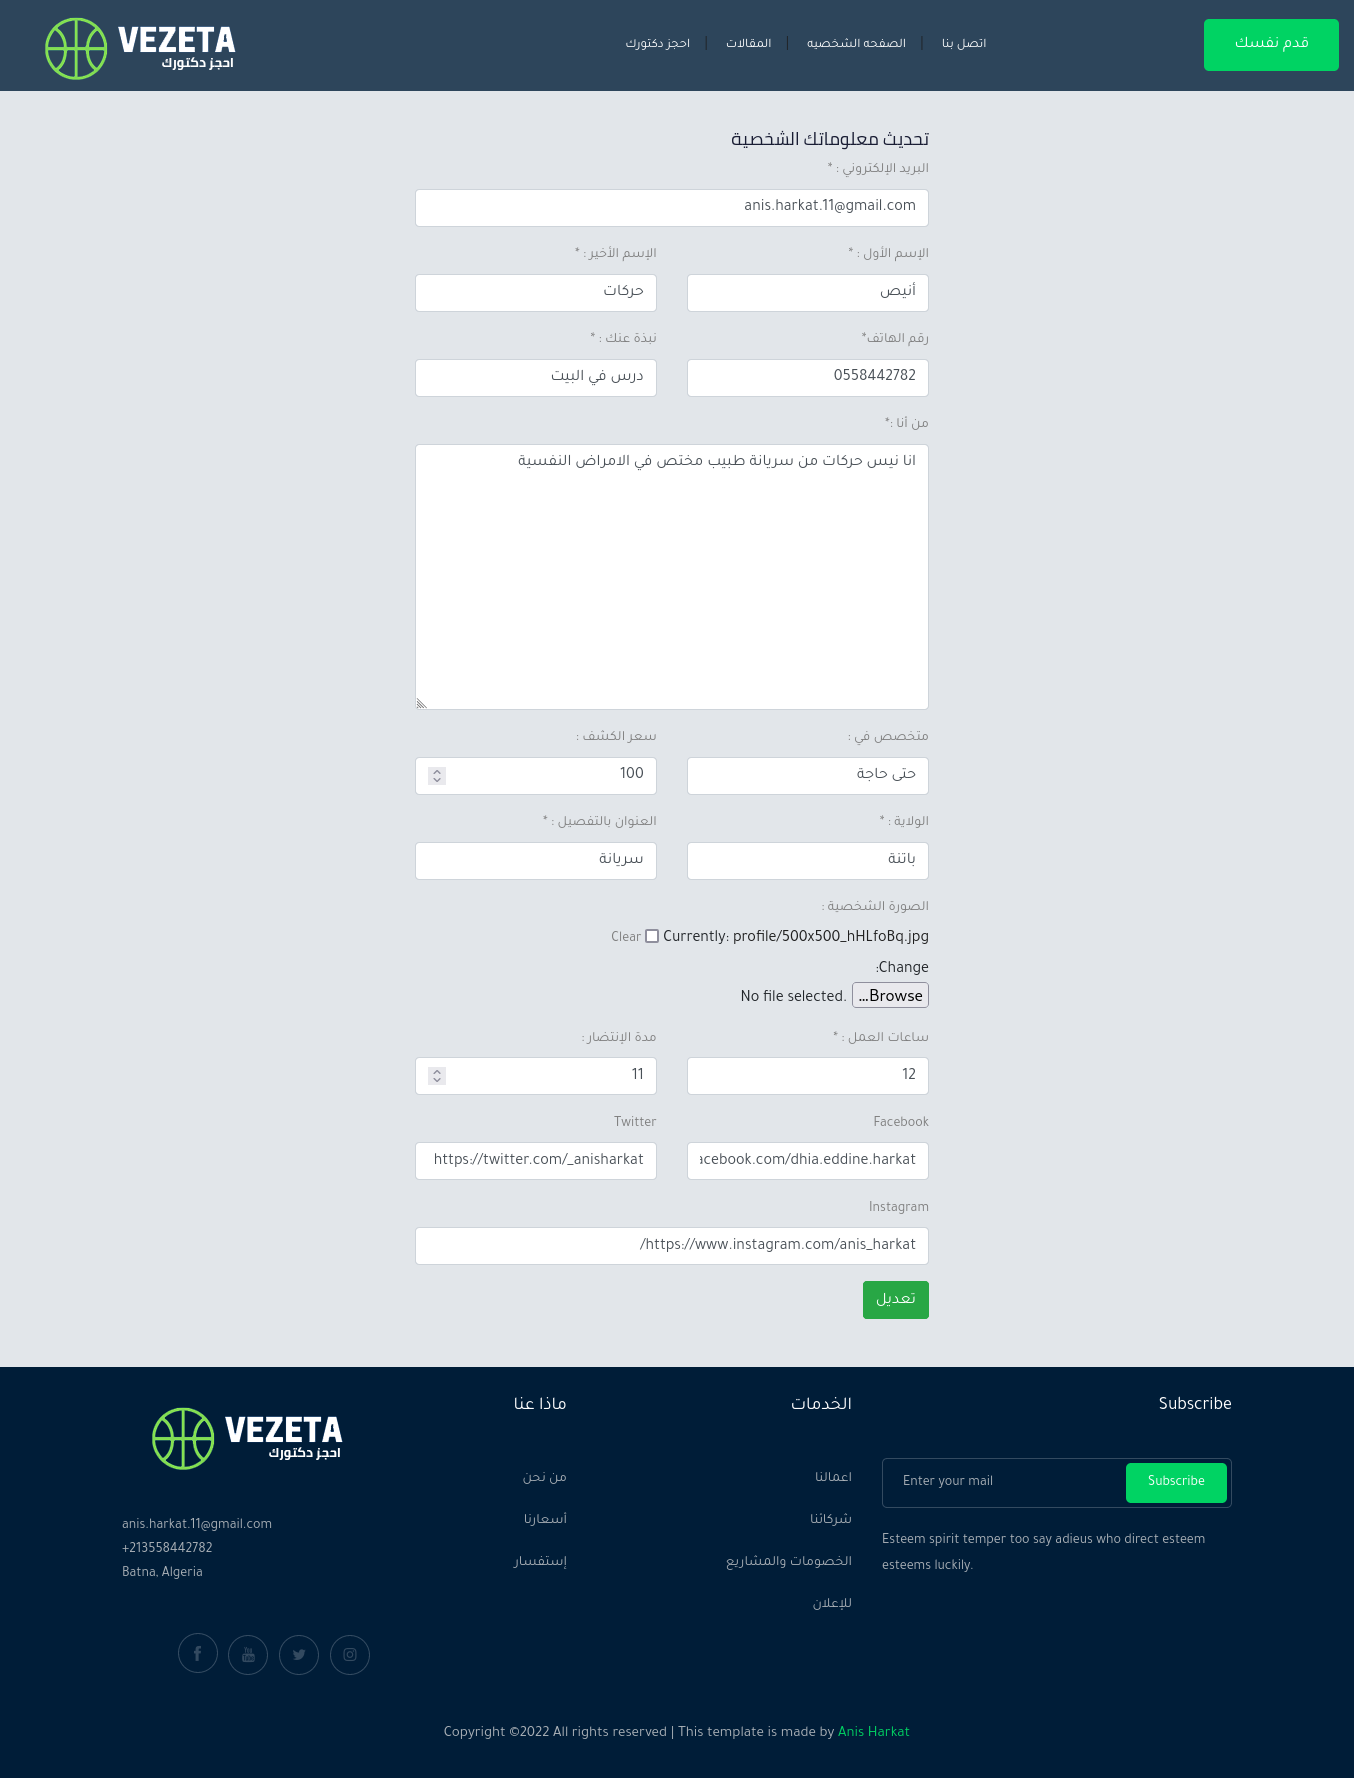 قدم نفسك
اتصل بنا
الصفحه الشخصيه
المقالات
احجز دكتورك
VEZETA
احجز دكتورك
تحديث معلوماتك الشخصية
البريد الإلكتروني : *
anis.harkat.11@gmail.com
الإسم الأول : *
الإسم الأخير : *
أنيص
حركات
رقم الهاتف*
نبذة عنك : *
0558442782
درس في البيت
من أنا :*
انا نيس حركات من سريانة طبيب مختص في الامراض النفسية
متخصص في :
سعر الكشف :
حتى حاجة
100
الولاية : *
العنوان بالتفصيل : *
باتنة
سريانة
الصورة الشخصية :
Currently: profile/500x500_hHLfoBq.jpg
Clear
:Change
...Browse
No file selected.
ساعات العمل : *
مدة الإنتضار :
12
11
Facebook
Twitter
acebook.com/dhia.eddine.harkat
https://twitter.com/_anisharkat
Instagram
/https://www.instagram.com/anis_harkat
تعديل
Subscribe
Enter your mail
Subscribe
Esteem spirit temper too say adieus who direct esteem
esteems luckily.
الخدمات
اعمالنا
شركائنا
الخصومات والمشاريع
للإعلان
ماذا عنا
من نحن
أسعارنا
إستفسار
VEZETA
احجز دكتورك
anis.harkat.11@gmail.com
+213558442782
Batna, Algeria
Copyright ©2022 All rights reserved | This template is made by Anis Harkat